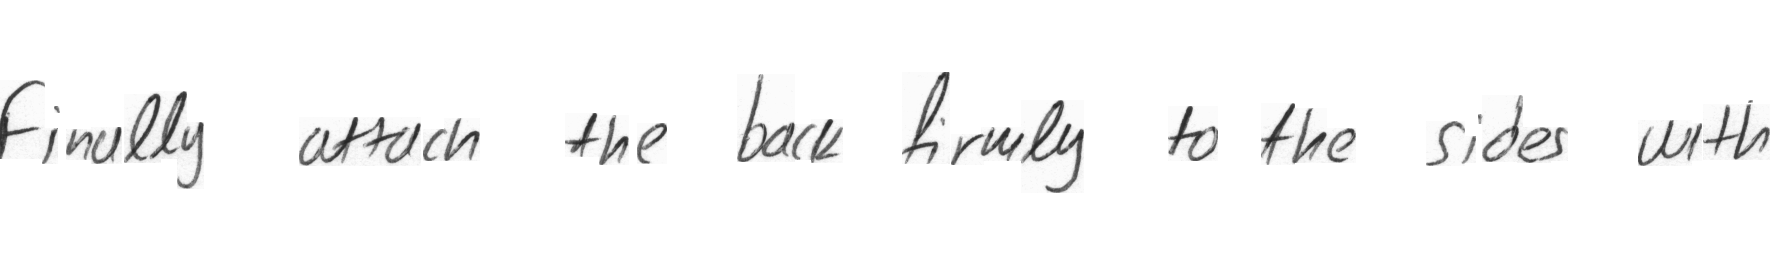 Finally attach the back firmly to the sides with